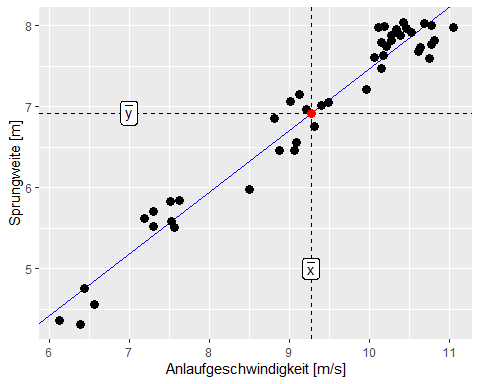 8
7
6
5
Sprungweite [m]
y̅
x̅
6 7 8 9 10 11
Anlaufgeschwindigkeit [m/s]